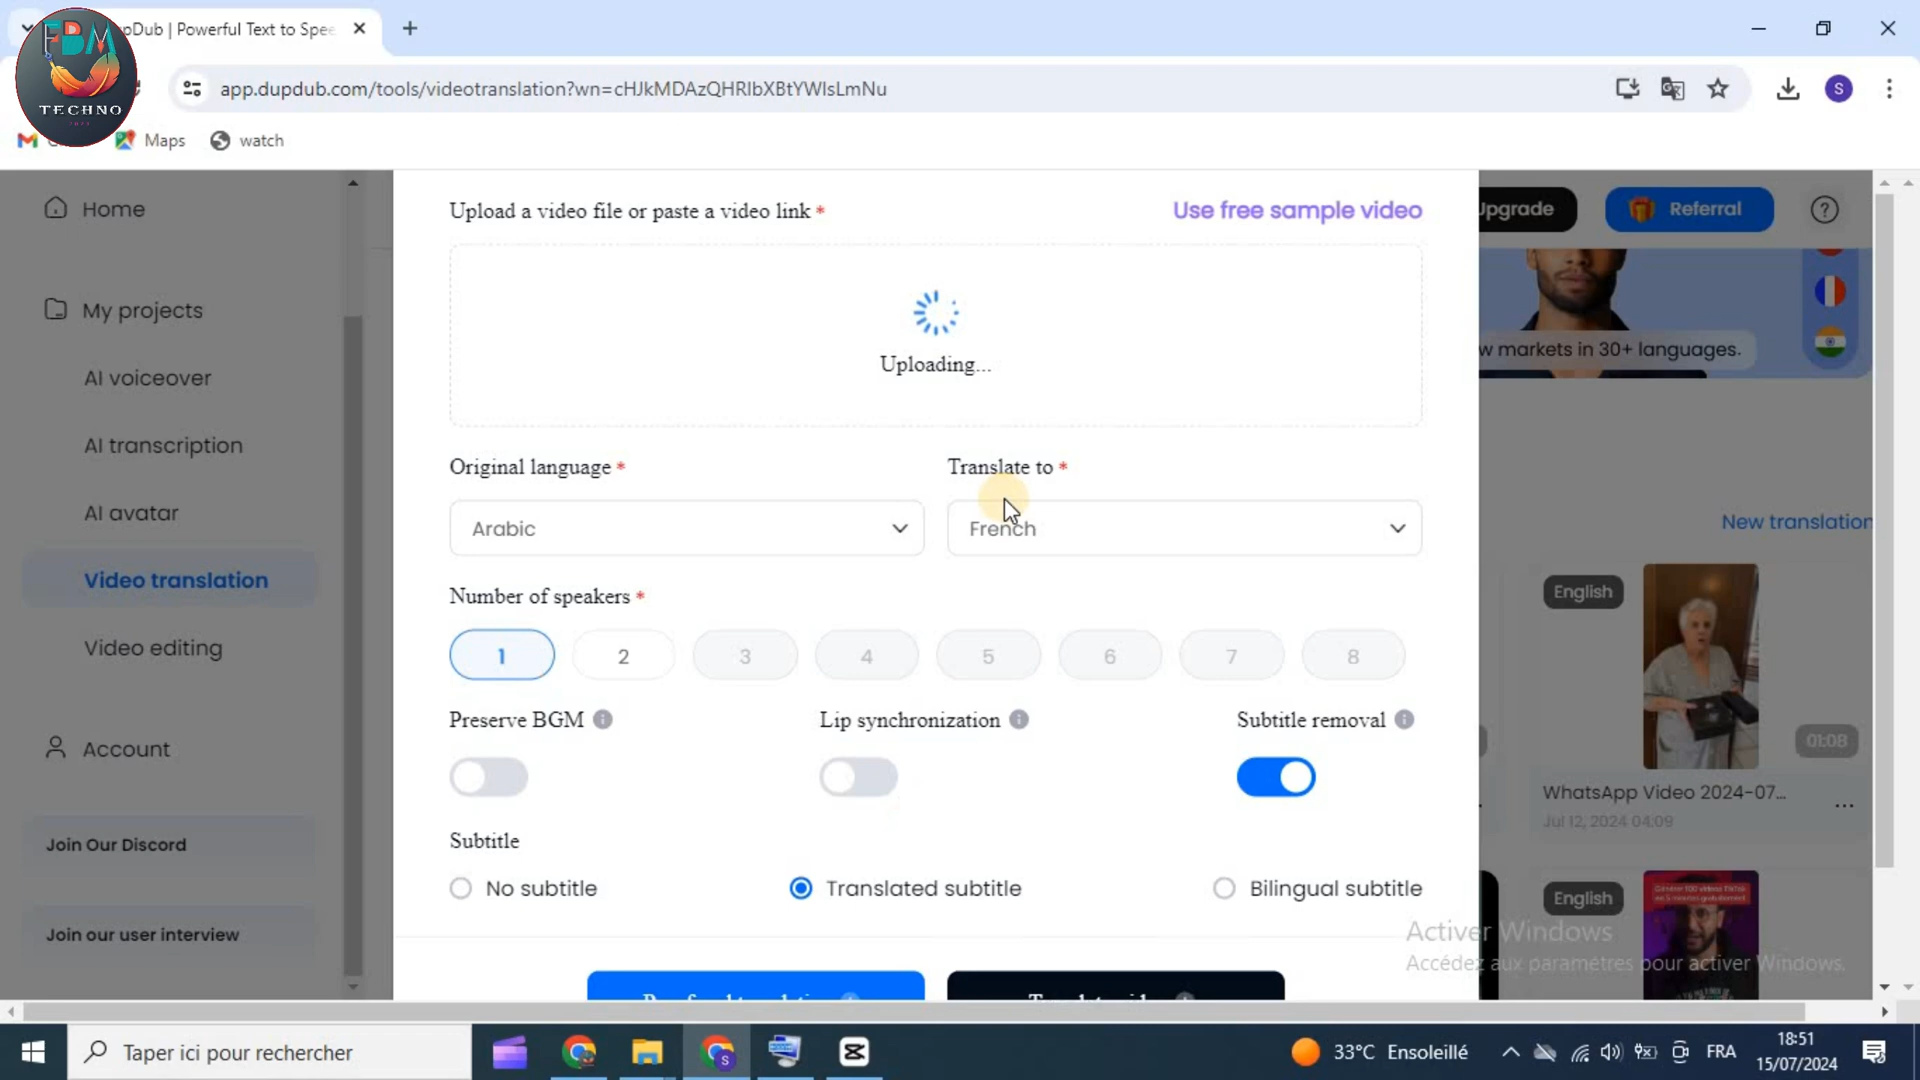 FBM
TECHNO
pDub | Powerful Text to Spee
app.dupdub.com/tools/videotranslation?wn=cHJkMDAzQHRlbXBtYWlsLmNu
S
Maps
watch
Home
My projects
AI voiceover
AI transcription
AI avatar
Video translation
Video editing
Account
Join Our Discord
Join our user interview
Upload a video file or paste a video link *
Use free sample video
Uploading...
Original language *
Translate to *
Arabic
French
Number of speakers *
1 2 3 4 5 6 7 8
Preserve BGM
Lip synchronization
Subtitle removal
Subtitle
No subtitle
Translated subtitle
Bilingual subtitle
Upgrade
Referral
w markets in 30+ languages.
New translation
English
01:08
WhatsApp Video 2024-07...
Jul 12, 2024 04:09
English
Activer Windows
Accédez aux paramètres pour activer Windows.
Taper ici pour rechercher
33°C Ensoleillé
FRA
18:51
15/07/2024